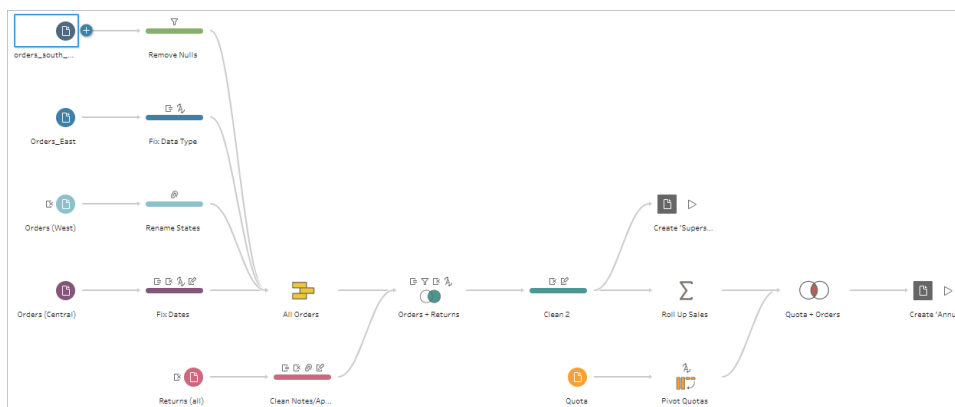 orders_south_...
Remove Nulls
Orders_East
Fix Data Type
Orders (West)
Rename States
Create 'Supers...
Orders (Central)
Fix Dates
All Orders
Orders + Returns
Clean 2
Roll Up Sales
Quota + Orders
Create 'Annu
Returns (all)
Clean Notes/Ap...
Quota
Pivot Quotas